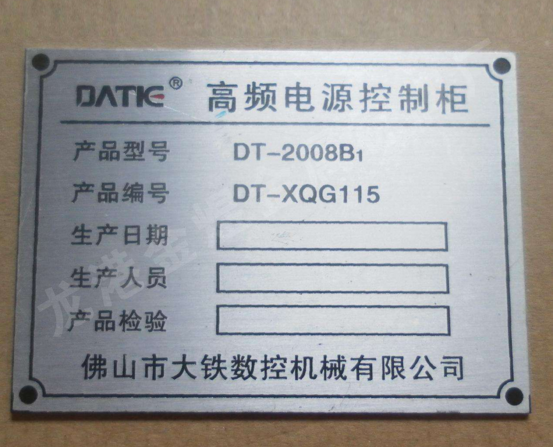 DATIE® 高频电源控制柜
产品型号 DT-2008B1
产品编号 DT-XQG115
生产日期
生产人员
产品检验
佛山市大铁数控机械有限公司